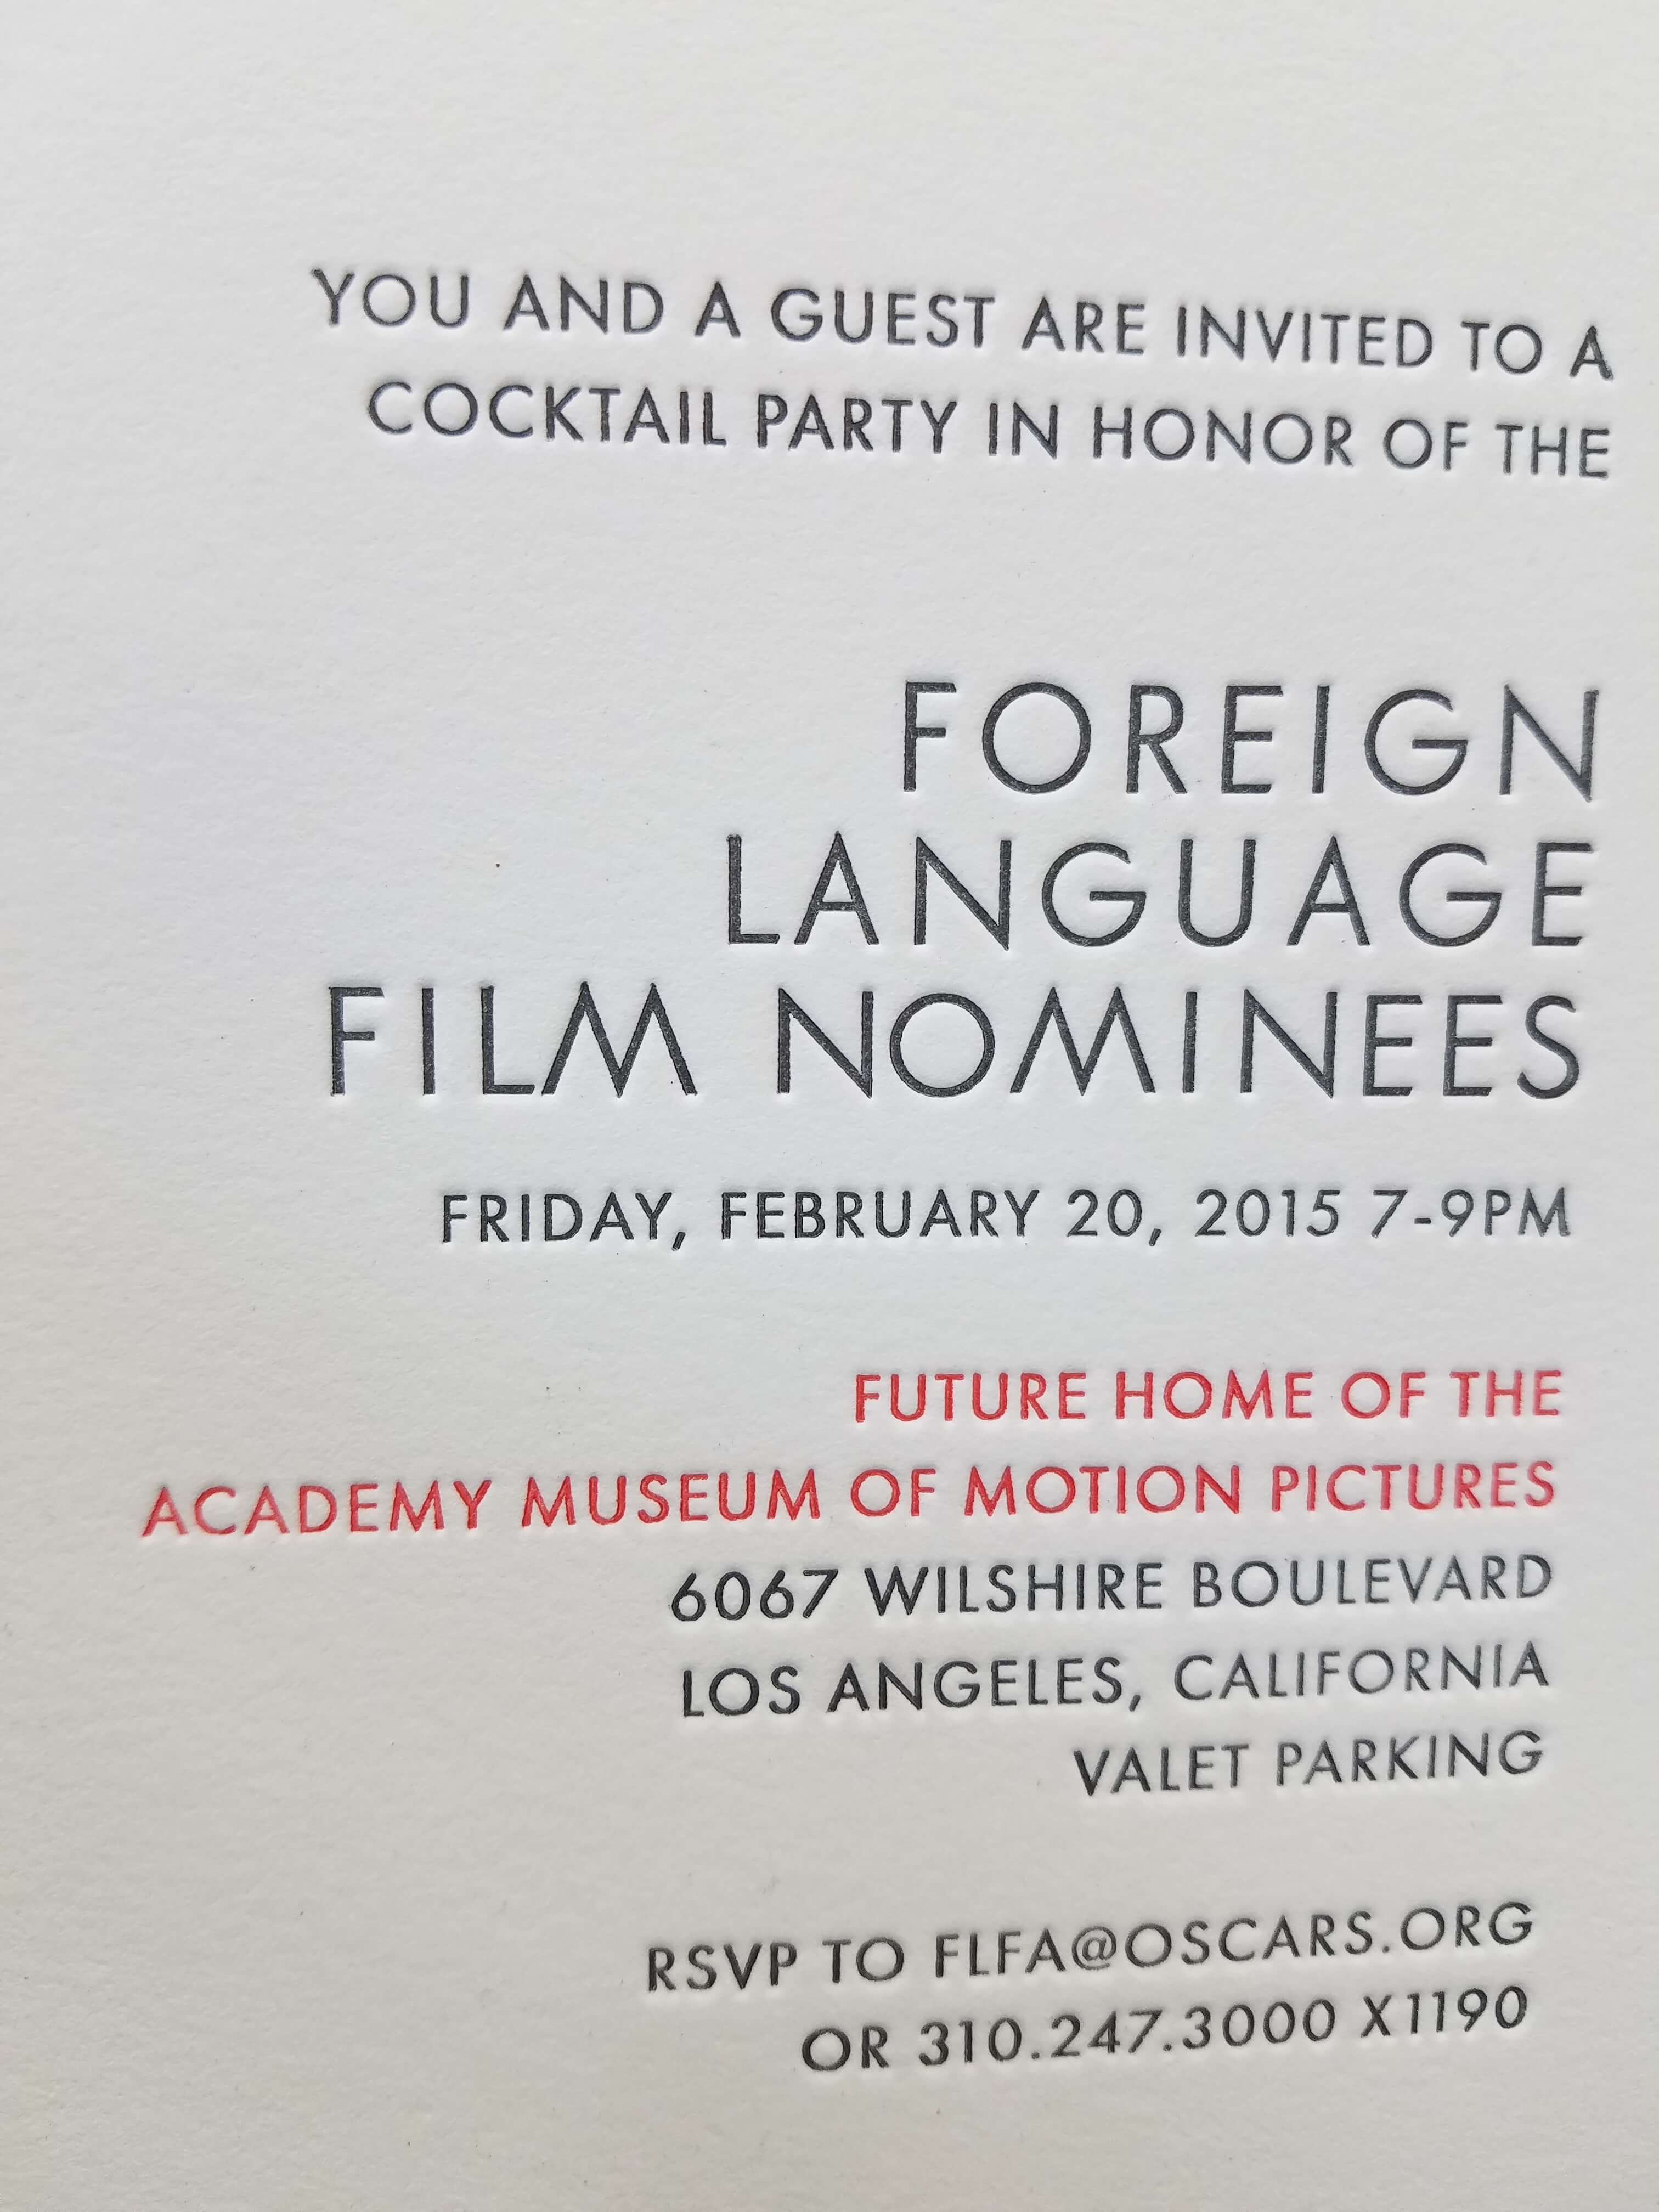 YOU AND A GUEST ARE INVITED TO A
COCKTAIL PARTY IN HONOR OF THE
FOREIGN
LANGUAGE
FILM NOMINEES
FRIDAY, FEBRUARY 20, 2015 7-9PM
FUTURE HOME OF THE
ACADEMY MUSEUM OF MOTION PICTURES
6067 WILSHIRE BOULEVARD
LOS ANGELES, CALIFORNIA
VALET PARKING
RSVP TO FLFA@OSCARS.ORG
OR 310.247.3000 X1190